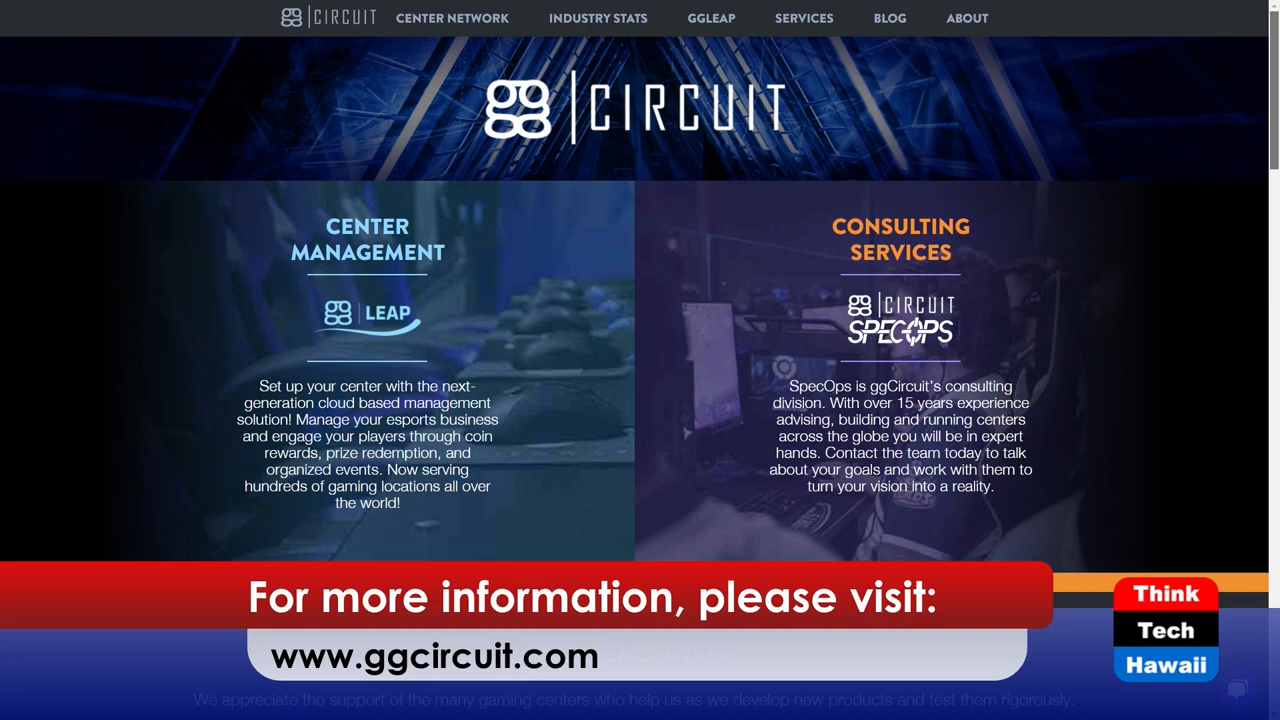 gg CIRCUIT CENTER NETWORK INDUSTRY STATS GGLEAP SERVICES BLOG ABOUT
gg CIRCUIT
CENTER
MANAGEMENT
gg LEAP
Set up your center with the next-
generation cloud based management
solution! Manage your esports business
and engage your players through coin
rewards, prize redemption, and
organized events. Now serving
hundreds of gaming locations all over
the world!
CONSULTING
SERVICES
gg CIRCUIT
SPECOPS
SpecOps is ggCircuit's consulting
division. With over 15 years experience
advising, building and running centers
across the globe you will be in expert
hands. Contact the team today to talk
about your goals and work with them to
turn your vision into a reality.
For more information, please visit:
www.ggcircuit.com
Think
Tech
Hawaii
We appreciate the support of the many gaming centers who help us as we develop new products and test them rigorously.